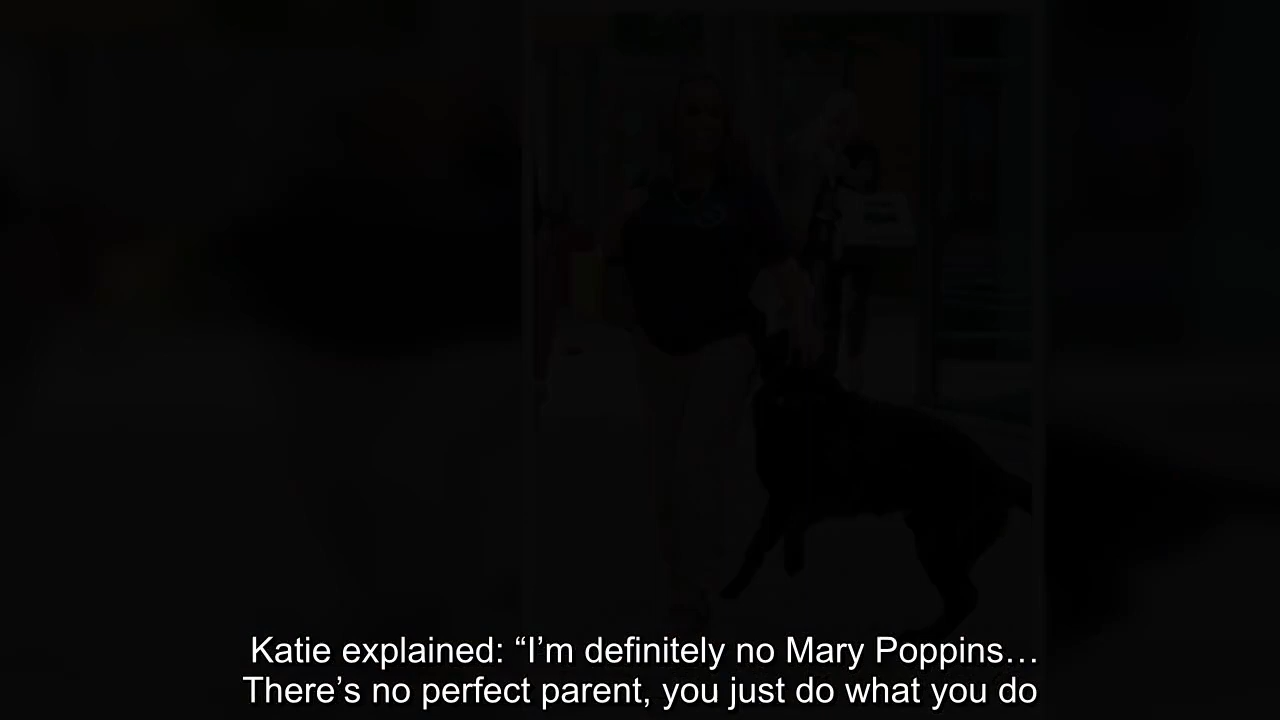 Katie explained: “I’m definitely no Mary Poppins…
There’s no perfect parent, you just do what you do